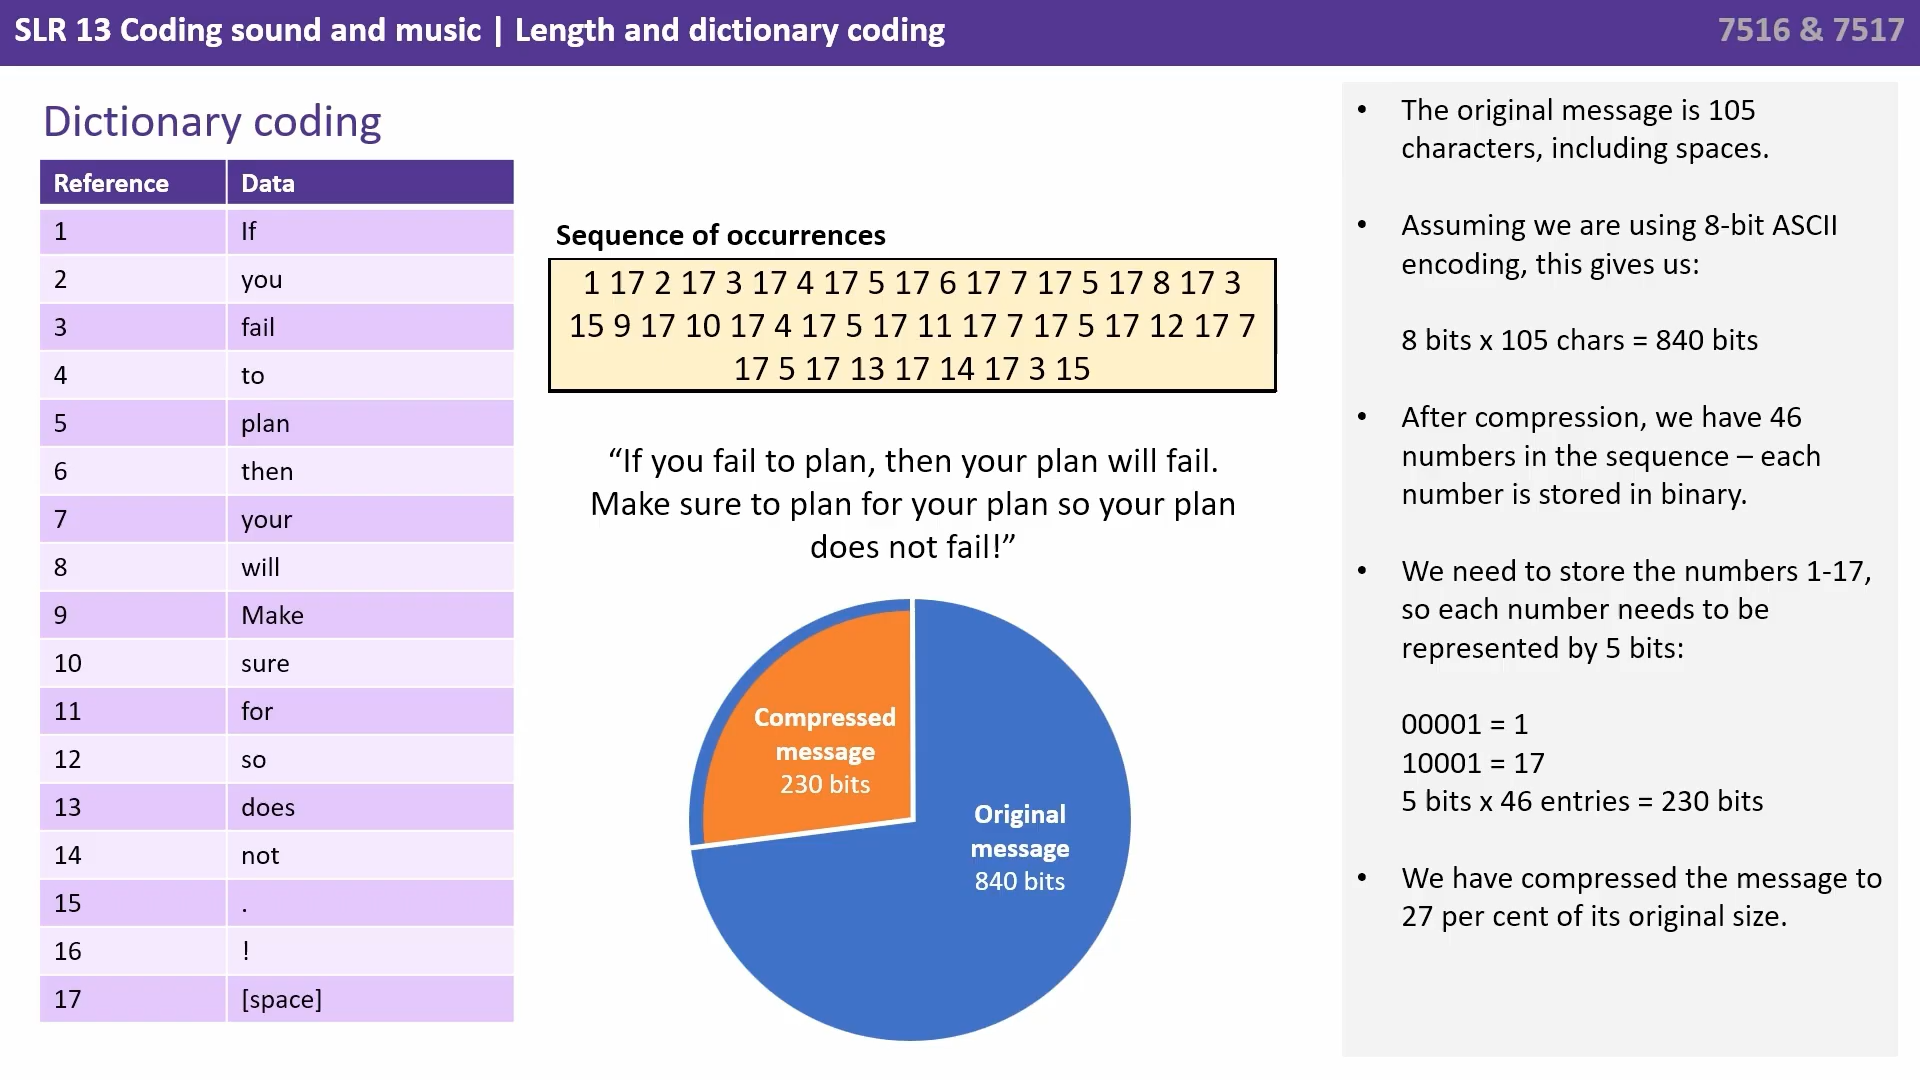 SLR 13 Coding sound and music | Length and dictionary coding
7516 & 7517
Dictionary coding
Reference Data
1 If
2 you
3 fail
4 to
5 plan
6 then
7 your
8 will
9 Make
10 sure
11 for
12 so
13 does
14 not
15 .
16 !
17 [space]
Sequence of occurrences
1 17 2 17 3 17 4 17 5 17 6 17 7 17 5 17 8 17 3
15 9 17 10 17 4 17 5 17 11 17 7 17 5 17 12 17 7
17 5 17 13 17 14 17 3 15
“If you fail to plan, then your plan will fail.
Make sure to plan for your plan so your plan
does not fail!”
Compressed
message
230 bits
Original
message
840 bits
• The original message is 105
characters, including spaces.
• Assuming we are using 8-bit ASCII
encoding, this gives us:
8 bits x 105 chars = 840 bits
• After compression, we have 46
numbers in the sequence – each
number is stored in binary.
• We need to store the numbers 1-17,
so each number needs to be
represented by 5 bits:
00001 = 1
10001 = 17
5 bits x 46 entries = 230 bits
• We have compressed the message to
27 per cent of its original size.